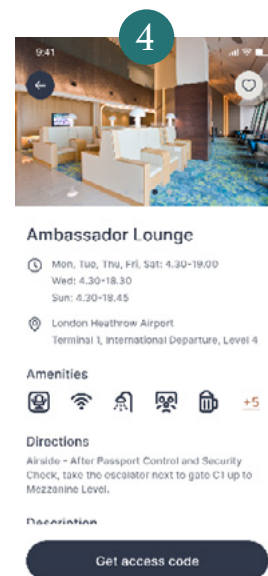 4
9:41
Ambassador Lounge
Mon, Tue, Thu, Fri, Sat: 4.30-19.00
Wed: 4.30-18.30
Sun: 4.30-18.45
London Heathrow Airport
Terminal 1, International Departure, Level 4
Amenities
+5
Directions
Airside - After Passport Control and Security
Check, take the escalator next to gate C1 up to
Mezzanine Level.
Description
Get access code